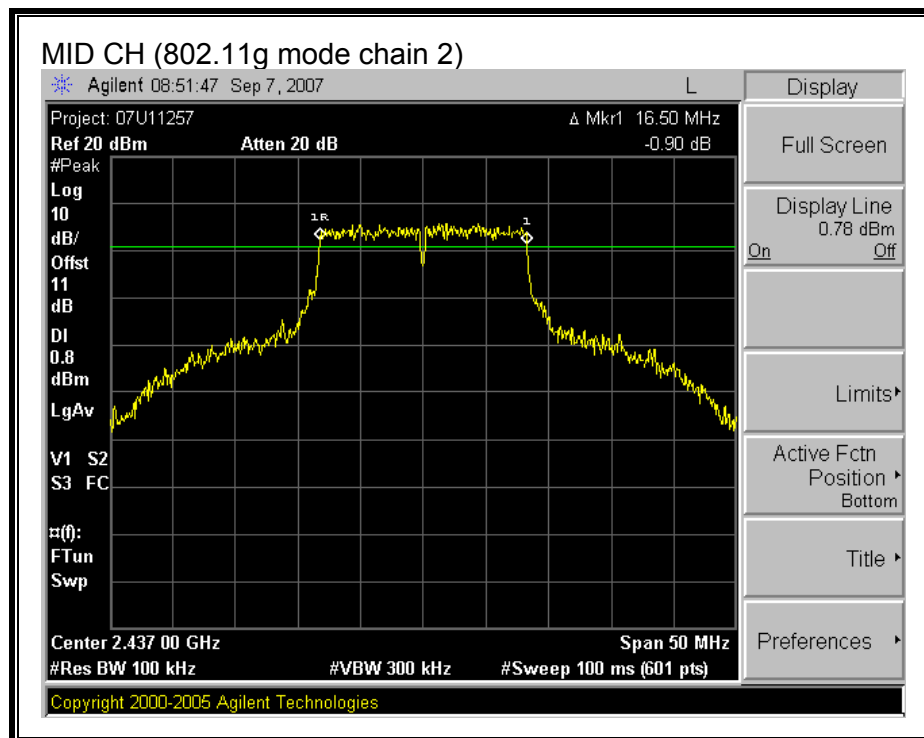 MID CH (802.11g mode chain 2)
Agilent 08:51:47 Sep 7, 2007 L
Project: 07U11257 Δ Mkr1 16.50 MHz
Ref 20 dBm Atten 20 dB -0.90 dB
#Peak
Log
10
dB/
Offst
11
dB
DI
0.8
dBm
LgAv
V1 S2
S3 FC
¤(f):
FTun
Swp
1R
1
Center 2.437 00 GHz Span 50 MHz
#Res BW 100 kHz #VBW 300 kHz #Sweep 100 ms (601 pts)
Copyright 2000-2005 Agilent Technologies
Display
Full Screen
Display Line
0.78 dBm
On Off
Limits
Active Fctn
Position
Bottom
Title
Preferences